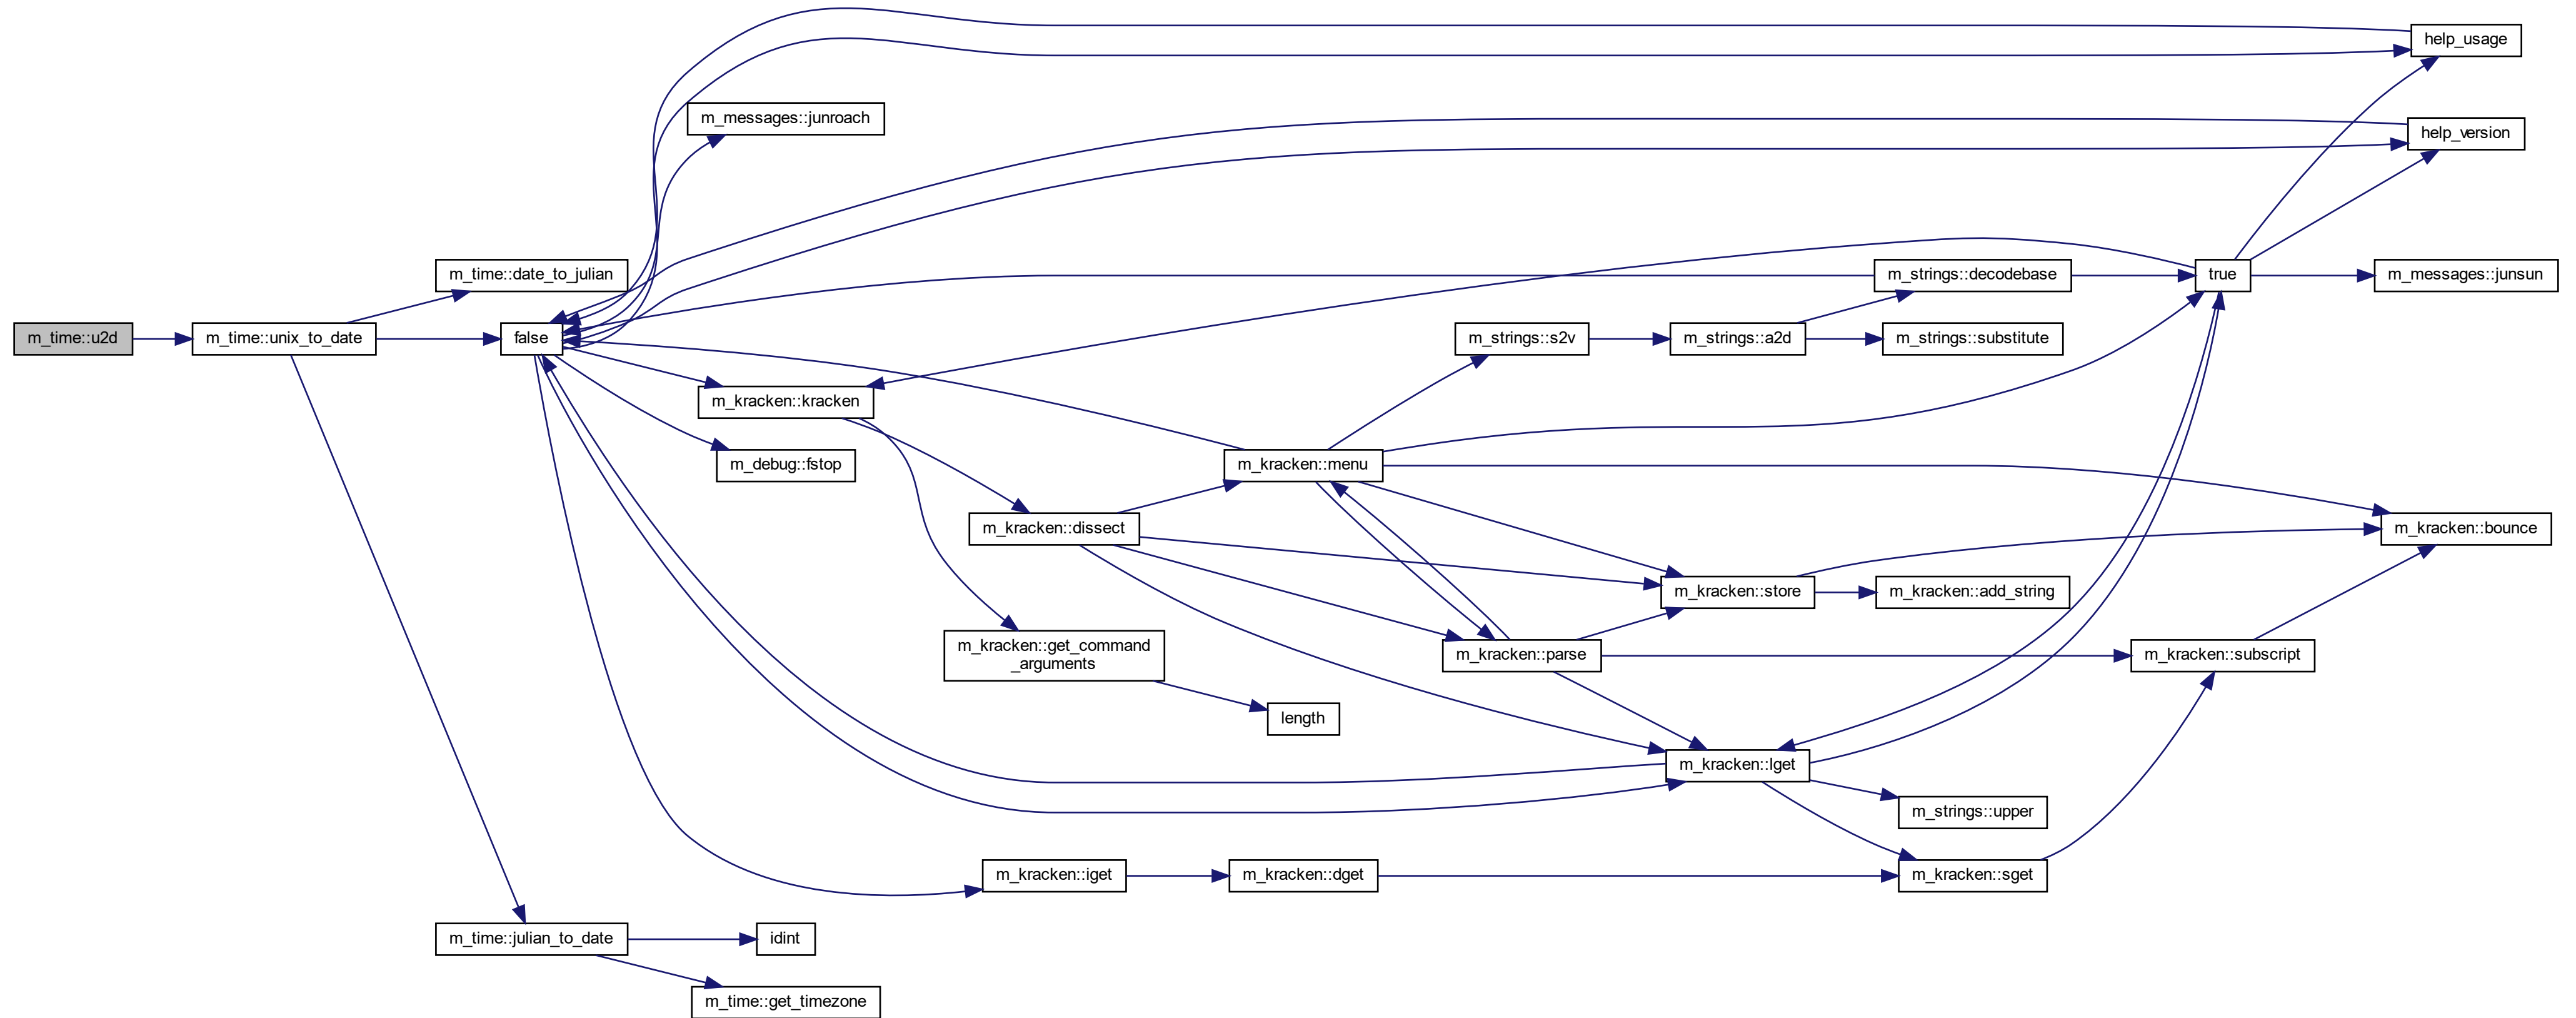 help_usage
m_messages::junroach
help_version
m_time::date_to_julian
m_strings::decodebase
true
m_messages::junsun
m_time::u2d
m_time::unix_to_date
false
m_strings::s2v
m_strings::a2d
m_strings::substitute
m_kracken::kracken
m_debug::fstop
m_kracken::menu
m_kracken::dissect
m_kracken::bounce
m_kracken::store
m_kracken::add_string
m_kracken::get_command
_arguments
m_kracken::parse
m_kracken::subscript
length
m_kracken::lget
m_strings::upper
m_kracken::iget
m_kracken::dget
m_kracken::sget
m_time::julian_to_date
idint
m_time::get_timezone